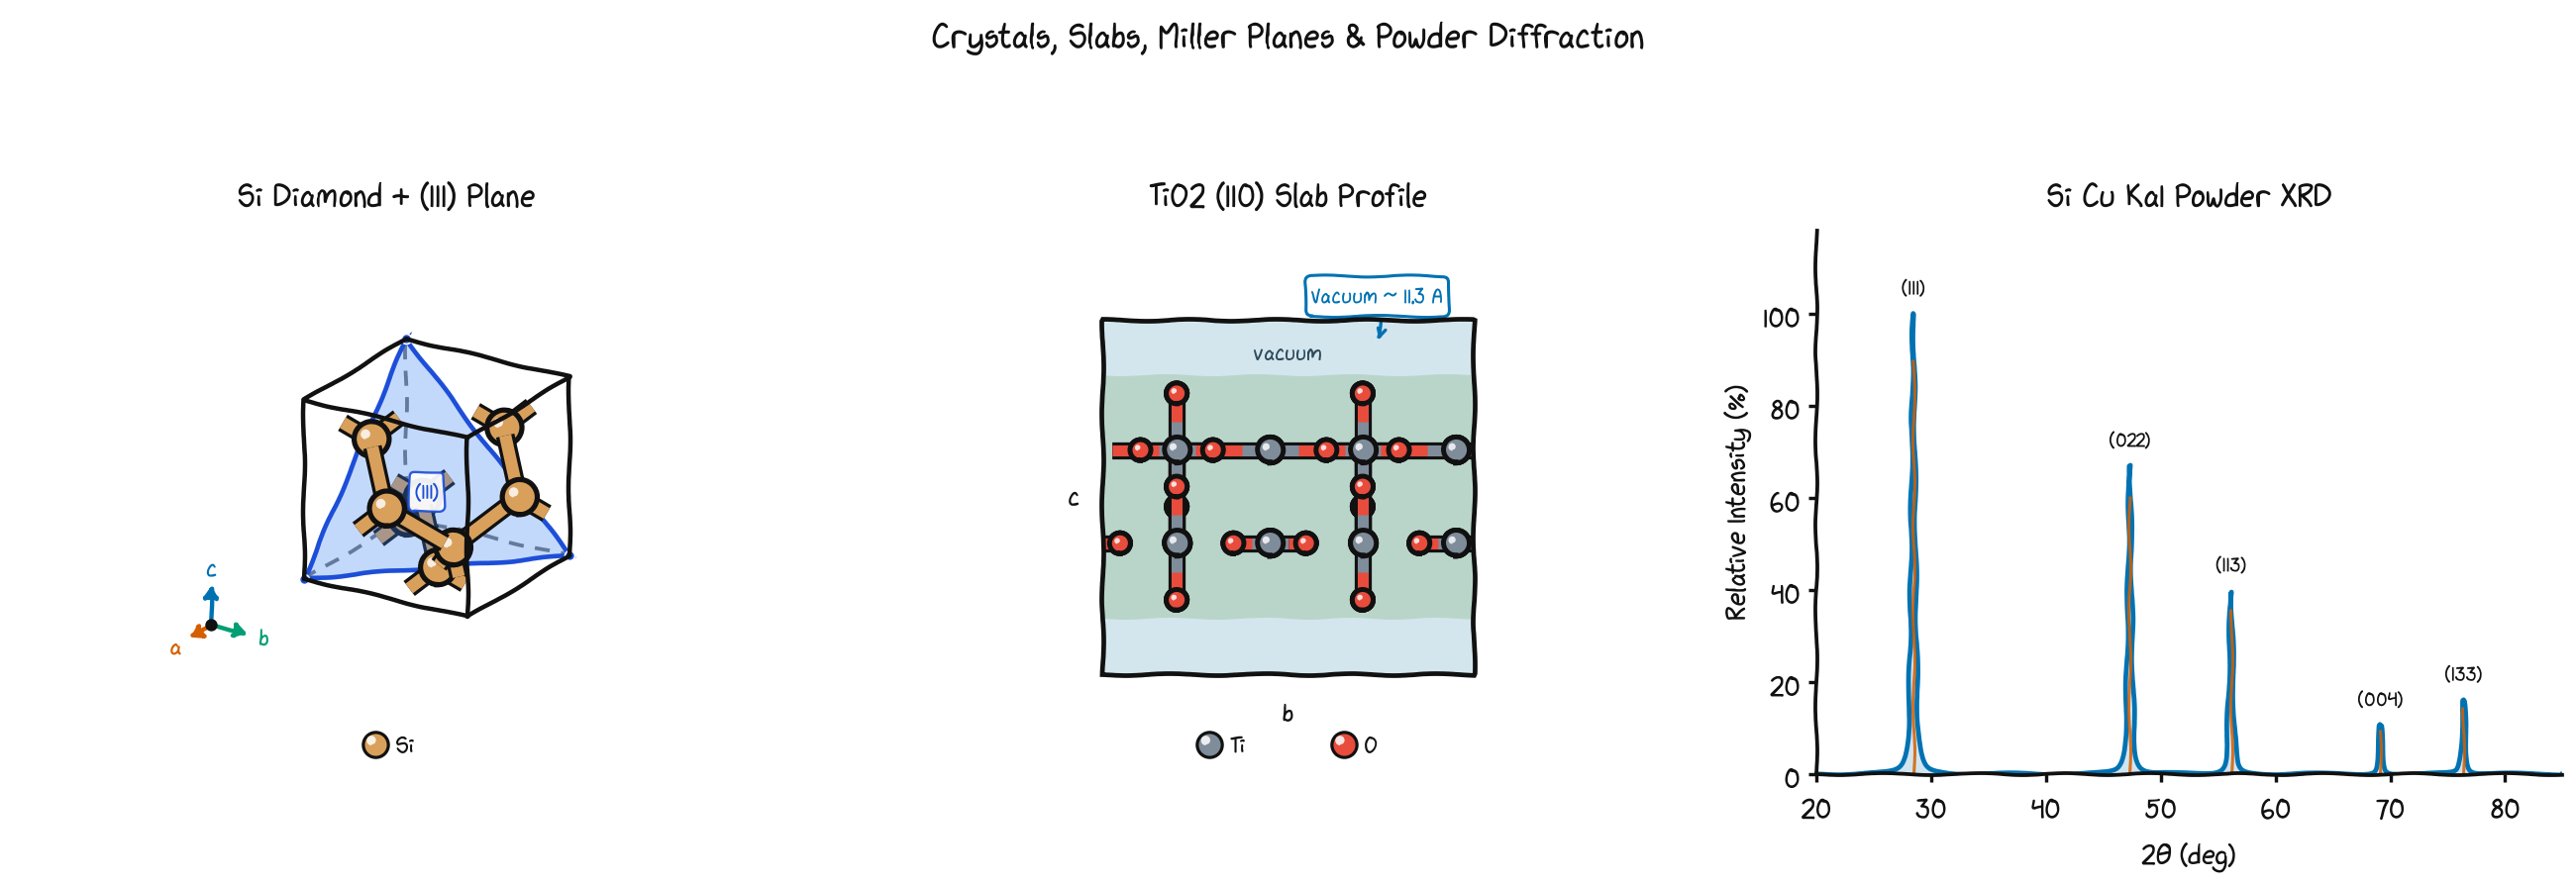 Crystals, Slabs, Miller Planes & Powder Diffraction
Si Diamond + (111) Plane
(111)
c
a
b
Si
TiO2 (110) Slab Profile
Vacuum ~ 11.3 A
vacuum
c
b
Ti
O
Si Cu Ka1 Powder XRD
Relative Intensity (%)
100
80
60
40
20
0
(111)
(022)
(113)
(004)
(133)
20
30
40
50
60
70
80
2θ (deg)